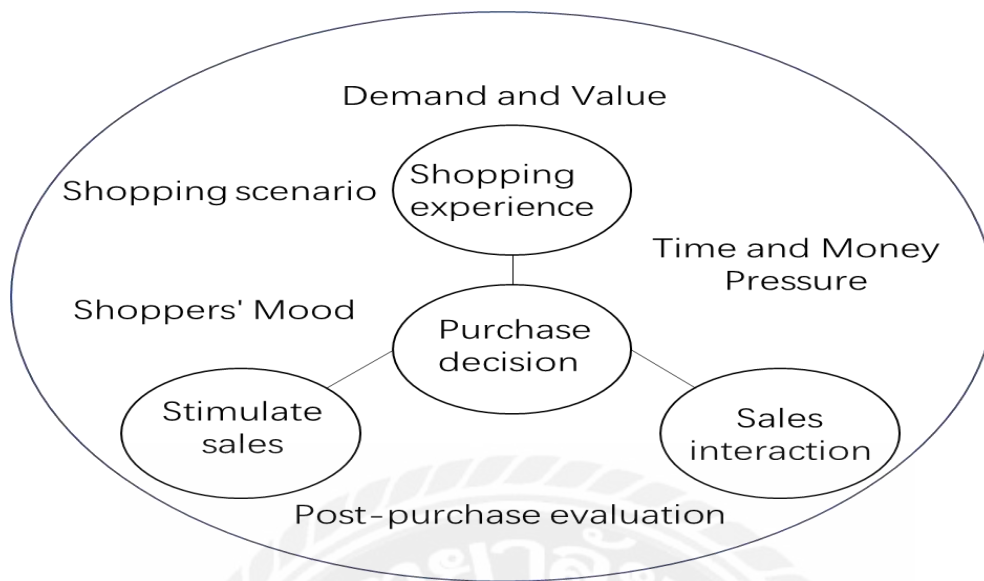 Demand and Value
Shopping scenario
Shopping
experience
Time and Money
Pressure
Shoppers' Mood
Purchase
decision
Stimulate
sales
Sales
interaction
Post-purchase evaluation